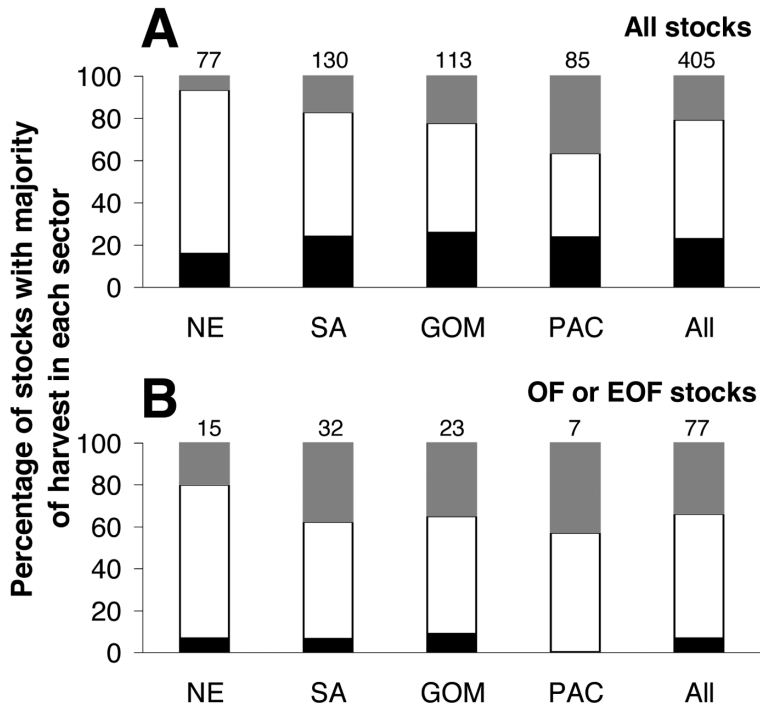 A
All stocks
77 130 113 85 405
100
80
60
40
20
0
NE SA GOM PAC All
Percentage of stocks with majority
of harvest in each sector
B
OF or EOF stocks
15 32 23 7 77
100
80
60
40
20
0
NE SA GOM PAC All